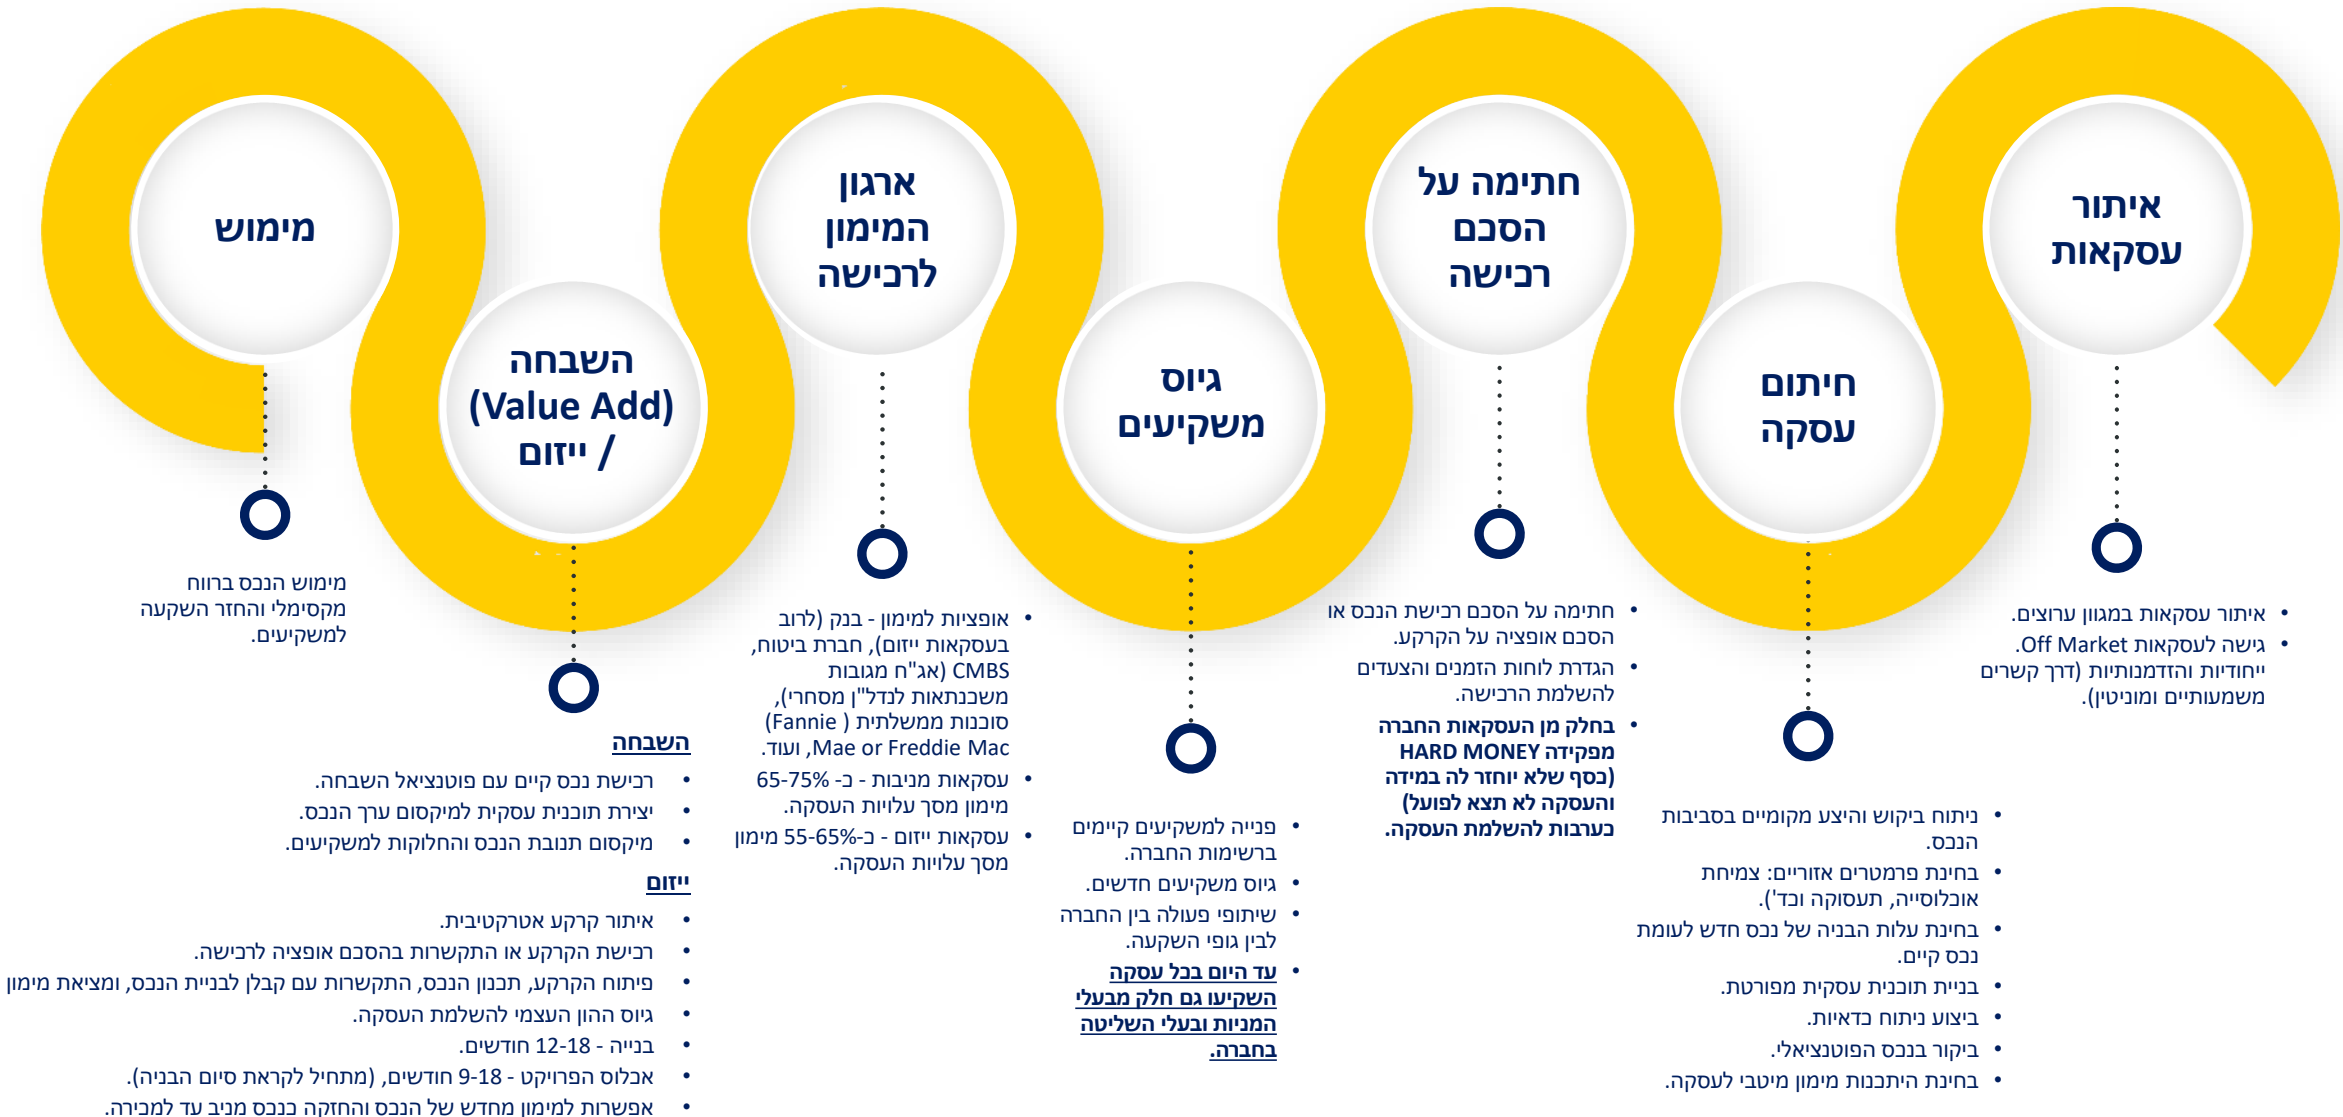 איתור
עסקאות
• איתור עסקאות במגוון ערוצים.
• גישה לעסקאות Off Market.
ייחודיות והזדמנותיות (דרך קשרים
משמעותיים ומוניטין).
חיתום
עסקה
• ניתוח ביקוש והיצע מקומיים בסביבות
הנכס.
• בחינת פרמטרים אזוריים: צמיחת
אוכלוסייה, תעסוקה וכד').
• בחינת עלות הבניה של נכס חדש לעומת
נכס קיים.
• בניית תוכנית עסקית מפורטת.
• ביצוע ניתוח כדאיות.
• ביקור בנכס הפוטנציאלי.
• בחינת היתכנות מימון מיטבי לעסקה.
חתימה על
הסכם
רכישה
• חתימה על הסכם רכישת הנכס או
הסכם אופציה על הקרקע.
• הגדרת לוחות הזמנים והצעדים
להשלמת הרכישה.
• בחלק מן העסקאות החברה
מפקידה HARD MONEY
(כסף שלא יוחזר לה במידה
והעסקה לא תצא לפועל)
כערבות להשלמת העסקה.
גיוס
משקיעים
• פנייה למשקיעים קיימים
ברשימות החברה.
• גיוס משקיעים חדשים.
• שיתופי פעולה בין החברה
לבין גופי השקעה.
• עד היום בכל עסקה
השקיעו גם חלק מבעלי
המניות ובעלי השליטה
בחברה.
ארגון
המימון
לרכישה
• אופציות למימון - בנק (לרוב
בעסקאות ייזום), חברת ביטוח,
CMBS (אג"ח מגובות
משכנתאות לנדל"ן מסחרי),
סוכנות ממשלתית ( Fannie
Mae or Freddie Mac), ועוד.
• עסקאות מניבות - כ- 65-75%
מימון מסך עלויות העסקה.
• עסקאות ייזום - כ-55-65% מימון
מסך עלויות העסקה.
השבחה
(Value Add)
/ ייזום
השבחה
• רכישת נכס קיים עם פוטנציאל השבחה.
• יצירת תוכנית עסקית למיקסום ערך הנכס.
• מיקסום תנובת הנכס והחלוקות למשקיעים.
ייזום
• איתור קרקע אטרקטיבית.
• רכישת הקרקע או התקשרות בהסכם אופציה לרכישה.
• פיתוח הקרקע, תכנון הנכס, התקשרות עם קבלן לבניית הנכס, ומציאת מימון
• גיוס ההון העצמי להשלמת העסקה.
• בנייה - 12-18 חודשים.
• אכלוס הפרויקט - 9-18 חודשים, (מתחיל לקראת סיום הבניה).
• אפשרות למימון מחדש של הנכס והחזקה כנכס מניב עד למכירה.
מימוש
מימוש הנכס ברווח
מקסימלי והחזר השקעה
למשקיעים.